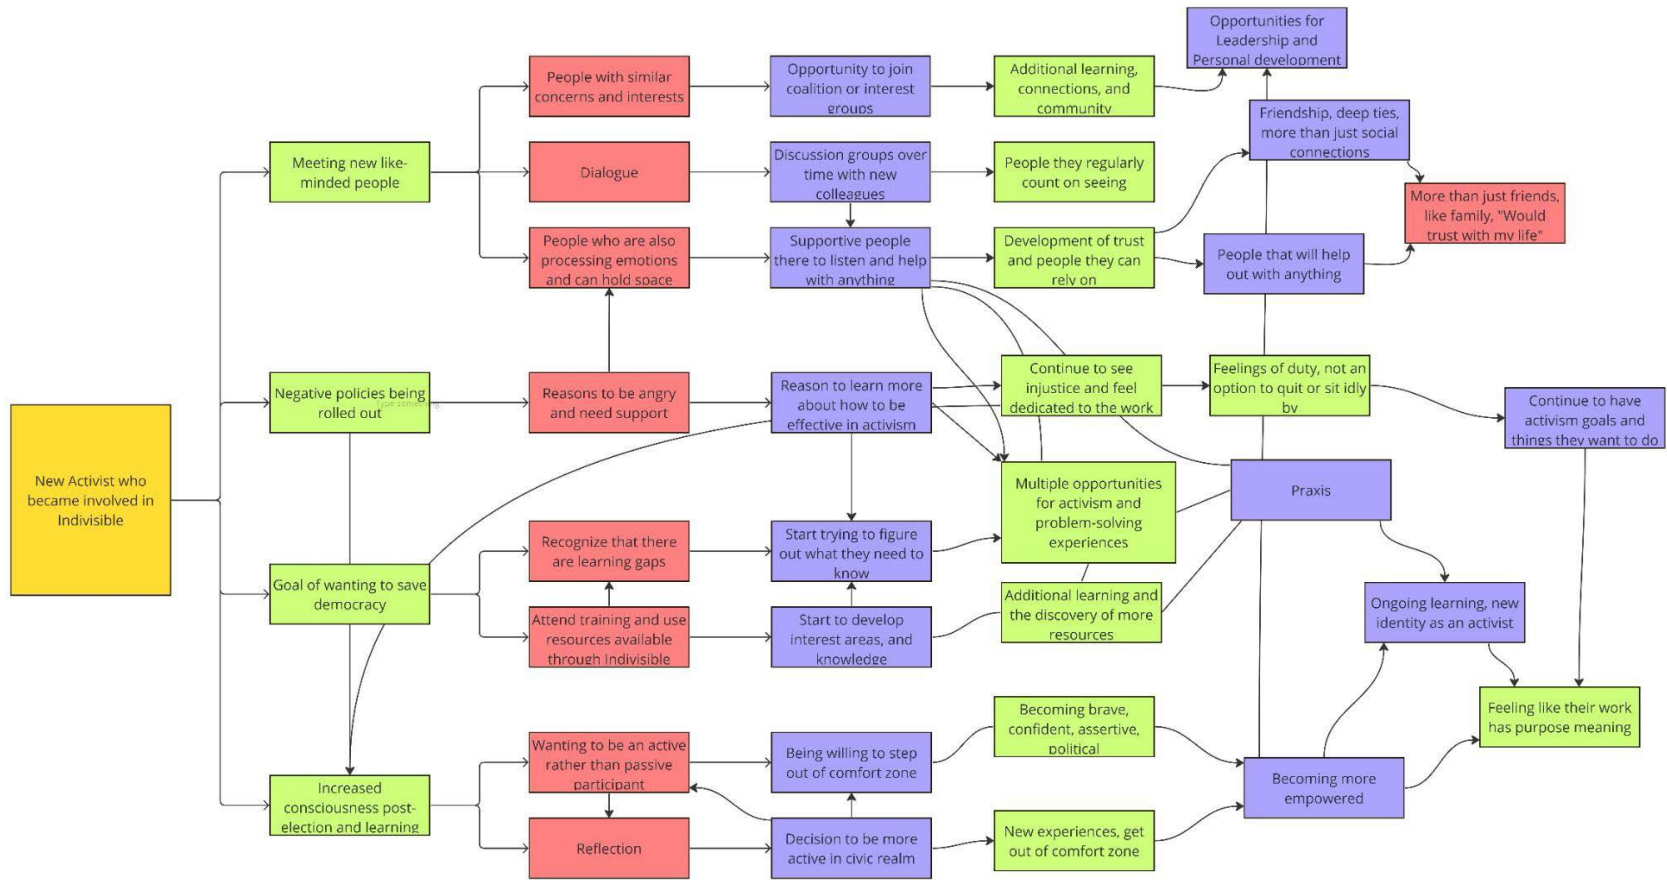 New Activist who
became involved in
Indivisible
Meeting new like-
minded people
Negative policies being
rolled out
Type something
Goal of wanting to save
democracy
Increased
consciousness post-
election and learning
People with similar
concerns and interests
Dialogue
People who are also
processing emotions
and can hold space
Reasons to be angry
and need support
Recognize that there
are learning gaps
Attend training and use
resources available
through Indivisible
Wanting to be an active
rather than passive
participant
Reflection
Opportunity to join
coalition or interest
groups
Discussion groups over
time with new
colleagues
Supportive people
there to listen and help
with anything
Reason to learn more
about how to be
effective in activism
Start trying to figure
out what they need to
know
Start to develop
interest areas, and
knowledge
Being willing to step
out of comfort zone
Decision to be more
active in civic realm
Additional learning,
connections, and
community
People they regularly
count on seeing
Development of trust
and people they can
rely on
Continue to see
injustice and feel
dedicated to the work
Multiple opportunities
for activism and
problem-solving
experiences
Additional learning and
the discovery of more
resources
Becoming brave,
confident, assertive,
political
New experiences, get
out of comfort zone
Opportunities for
Leadership and
Personal development
Friendship, deep ties,
more than just social
connections
People that will help
out with anything
Feelings of duty, not an
option to quit or sit idly
by
Praxis
Becoming more
empowered
More than just friends,
like family, "Would
trust with my life"
Continue to have
activism goals and
things they want to do
Ongoing learning, new
identity as an activist
Feeling like their work
has purpose meaning